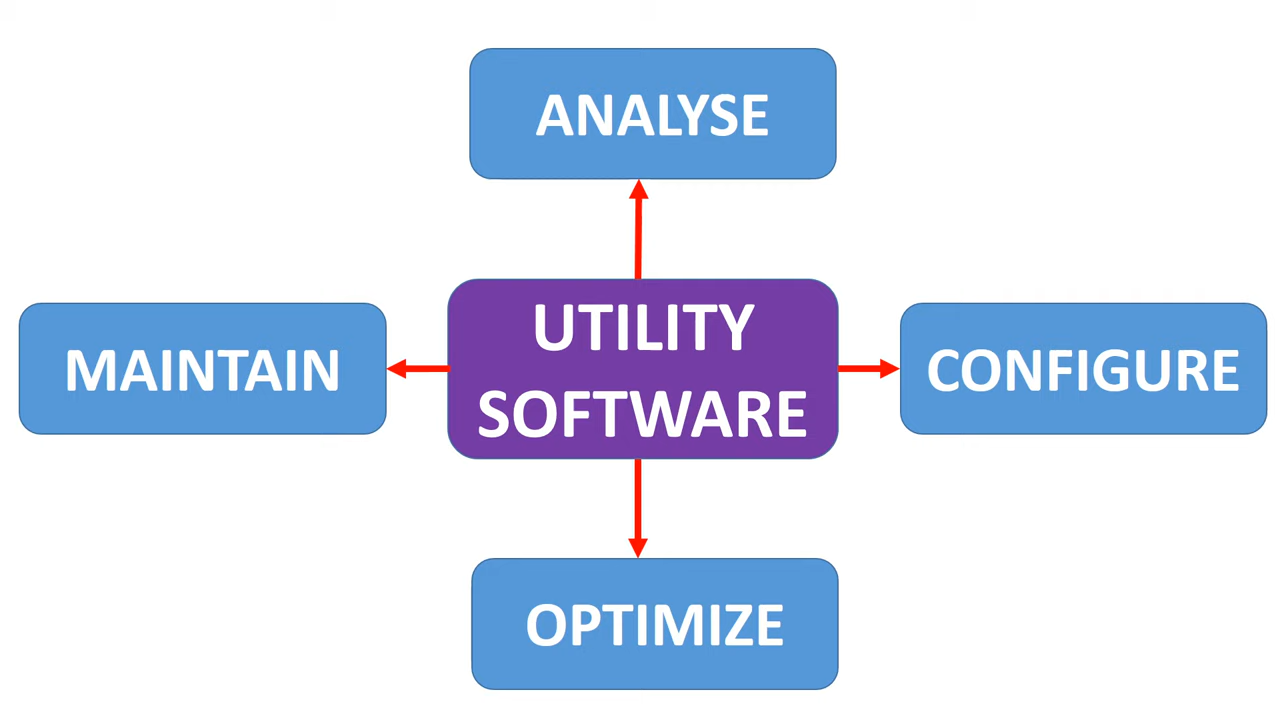 ANALYSE
MAINTAIN
UTILITY
SOFTWARE
CONFIGURE
OPTIMIZE